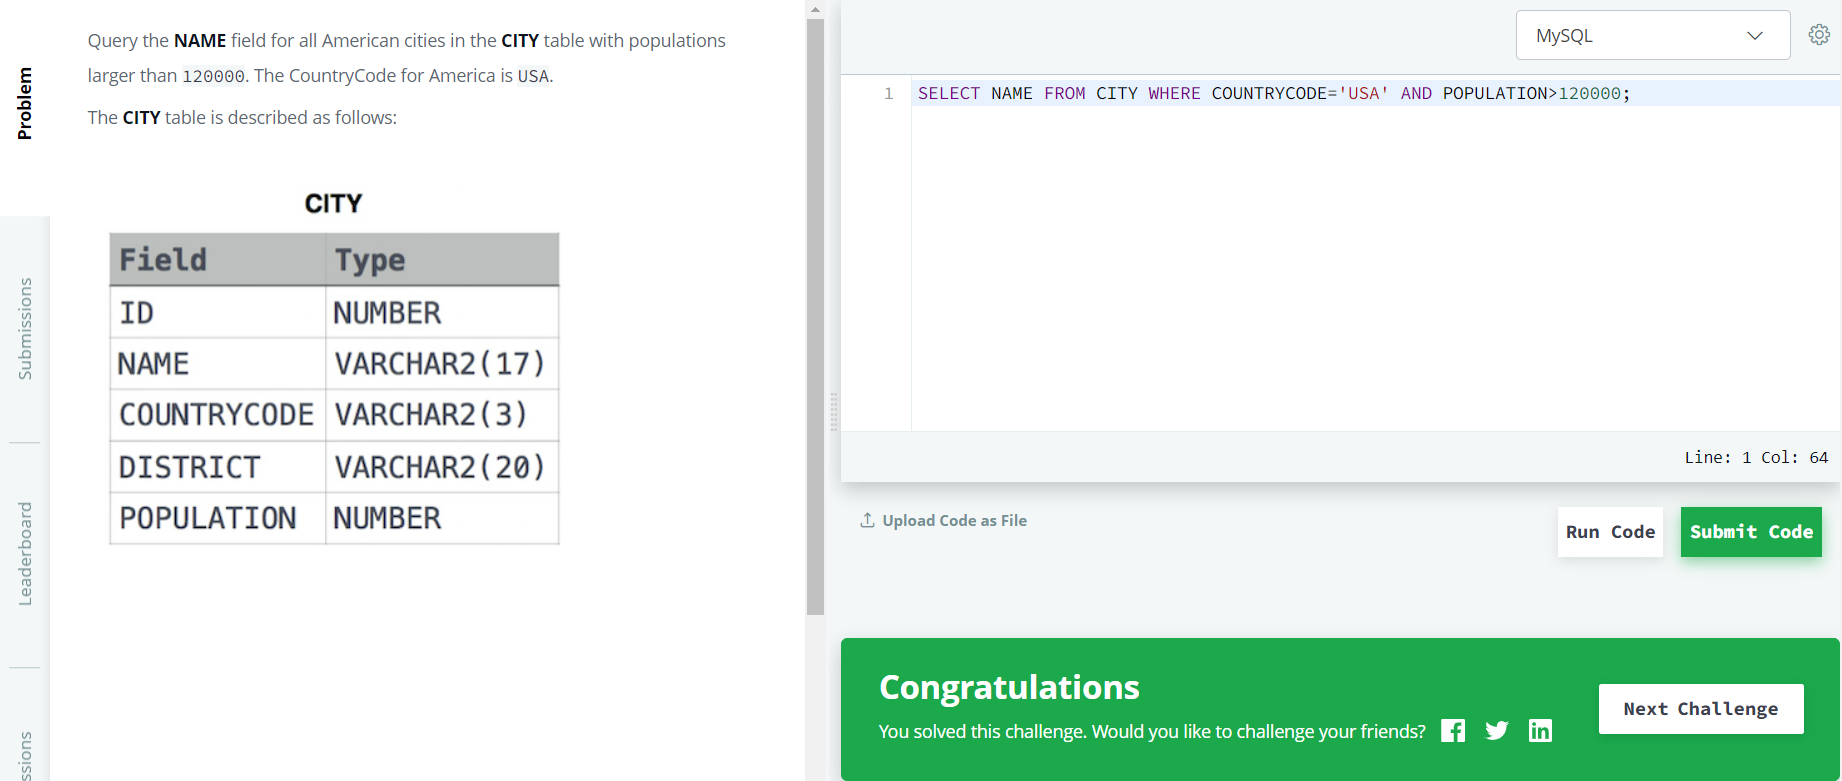 Problem
Submissions
Leaderboard
Query the NAME field for all American cities in the CITY table with populations
larger than 120000. The CountryCode for America is USA.
The CITY table is described as follows:
CITY
Field Type
ID NUMBER
NAME VARCHAR2(17)
COUNTRYCODE VARCHAR2(3)
DISTRICT VARCHAR2(20)
POPULATION NUMBER
MySQL
1 SELECT NAME FROM CITY WHERE COUNTRYCODE='USA' AND POPULATION>120000;
Line: 1 Col: 64
Upload Code as File
Run Code
Submit Code
Congratulations
You solved this challenge. Would you like to challenge your friends?
Next Challenge